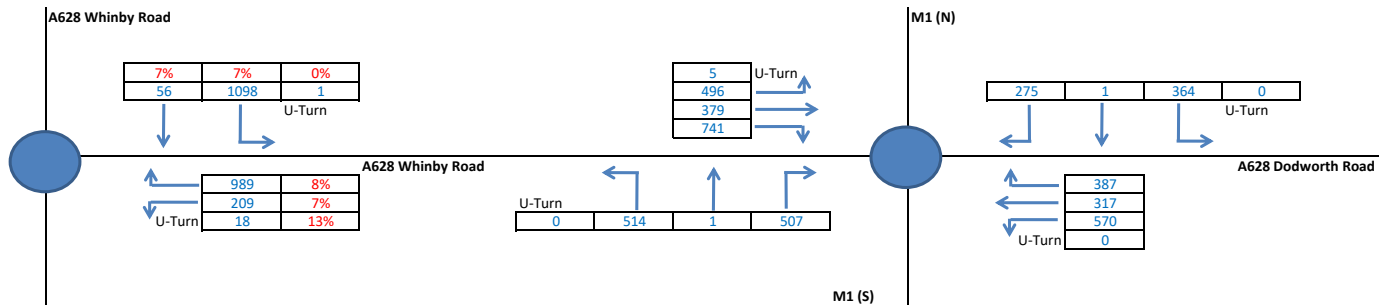 A628 Whinby Road
M1 (N)
7% 7% 0%
56 1098 1
U-Turn
5 U-Turn
496
379
741
275 1 364 0
U-Turn
A628 Whinby Road
A628 Dodworth Road
989 8%
209 7%
U-Turn 18 13%
U-Turn
0 514 1 507
387
317
570
U-Turn 0
M1 (S)